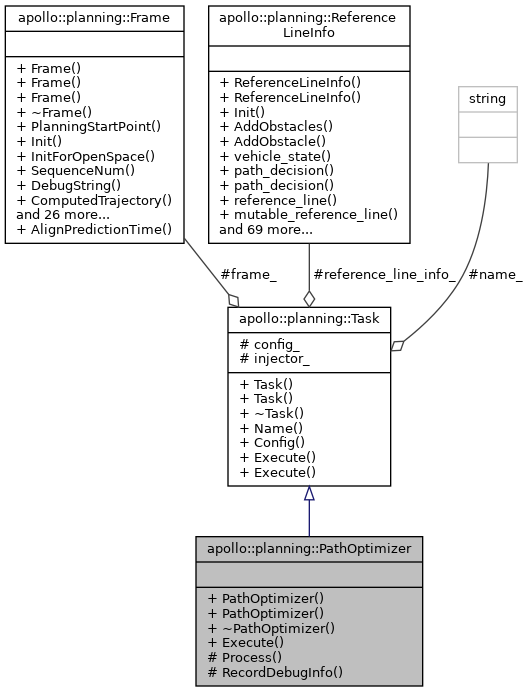 apollo::planning::Frame
+ Frame()
+ Frame()
+ Frame()
+ ~Frame()
+ PlanningStartPoint()
+ Init()
+ InitForOpenSpace()
+ SequenceNum()
+ DebugString()
+ ComputedTrajectory()
and 26 more...
+ AlignPredictionTime()
apollo::planning::Reference
LineInfo
+ ReferenceLineInfo()
+ ReferenceLineInfo()
+ Init()
+ AddObstacles()
+ AddObstacle()
+ vehicle_state()
+ path_decision()
+ path_decision()
+ reference_line()
+ mutable_reference_line()
and 69 more...
string
#frame_
#reference_line_info_
#name_
apollo::planning::Task
# config_
# injector_
+ Task()
+ Task()
+ ~Task()
+ Name()
+ Config()
+ Execute()
+ Execute()
apollo::planning::PathOptimizer
+ PathOptimizer()
+ PathOptimizer()
+ ~PathOptimizer()
+ Execute()
# Process()
# RecordDebugInfo()